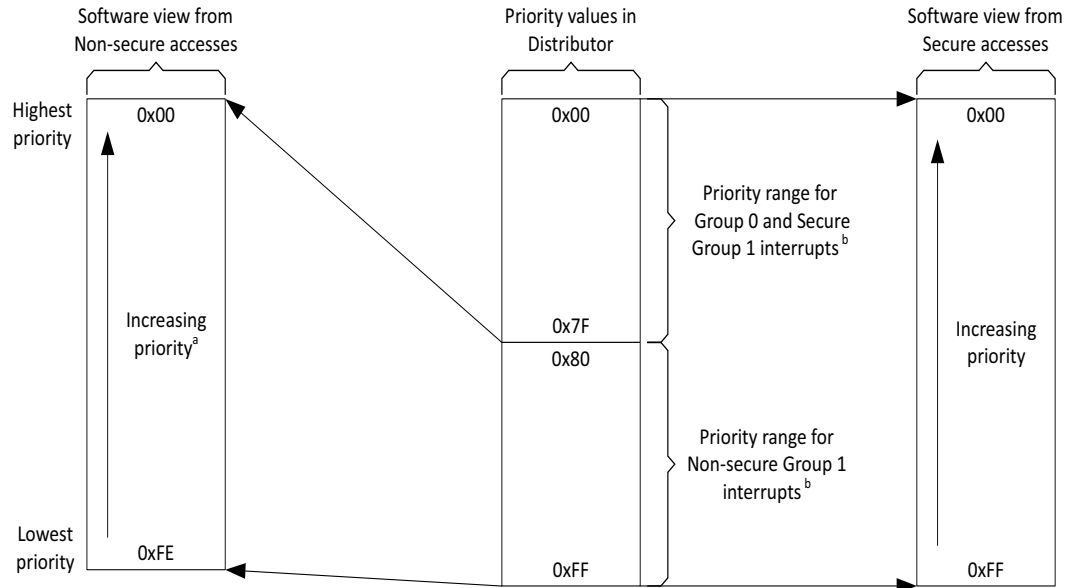 Software view from
Non-secure accesses
Priority values in
Distributor
Software view from
Secure accesses
Highest
priority
0x00
0x00
0x00
Priority range for
Group 0 and Secure
Group 1 interrupts b
Increasing
priority a
0x7F
0x80
Increasing
priority
Priority range for
Non-secure Group 1
interrupts b
Lowest
priority
0xFE
0xFF
0xFF